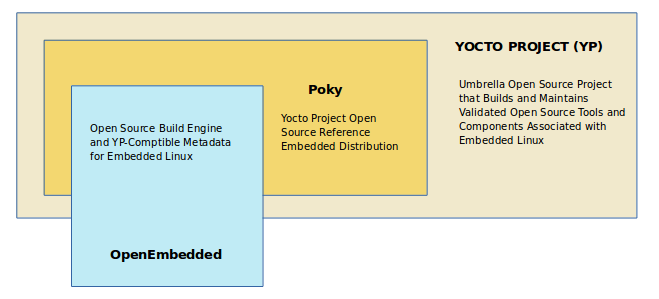 YOCTO PROJECT (YP)
Umbrella Open Source Project
that Builds and Maintains
Validated Open Source Tools and
Components Associated with
Embedded Linux
Poky
Yocto Project Open
Source Reference
Embedded Distribution
Open Source Build Engine
and YP-Comptible Metadata
for Embedded Linux
OpenEmbedded